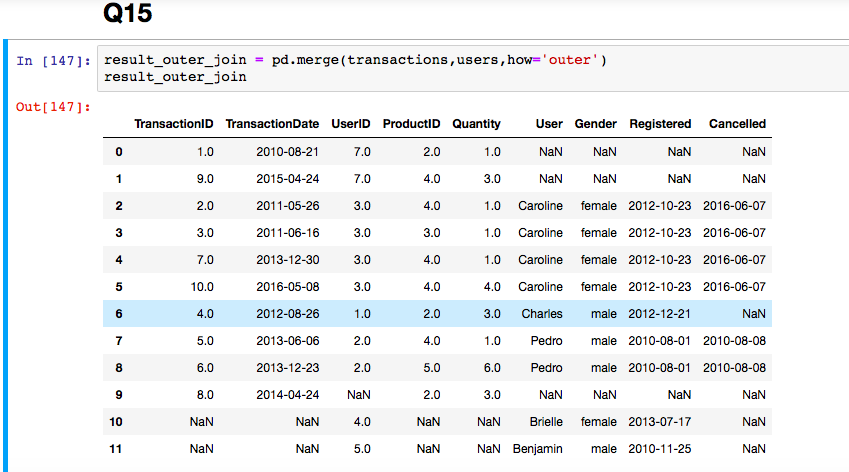 Q15
In [147]: result_outer_join = pd.merge(transactions,users,how='outer')
result_outer_join
Out[147]:
TransactionID TransactionDate UserID ProductID Quantity User Gender Registered Cancelled
0 1.0 2010-08-21 7.0 2.0 1.0 NaN NaN NaN NaN
1 9.0 2015-04-24 7.0 4.0 3.0 NaN NaN NaN NaN
2 2.0 2011-05-26 3.0 4.0 1.0 Caroline female 2012-10-23 2016-06-07
3 3.0 2011-06-16 3.0 3.0 1.0 Caroline female 2012-10-23 2016-06-07
4 7.0 2013-12-30 3.0 4.0 1.0 Caroline female 2012-10-23 2016-06-07
5 10.0 2016-05-08 3.0 4.0 4.0 Caroline female 2012-10-23 2016-06-07
6 4.0 2012-08-26 1.0 2.0 3.0 Charles male 2012-12-21 NaN
7 5.0 2013-06-06 2.0 4.0 1.0 Pedro male 2010-08-01 2010-08-08
8 6.0 2013-12-23 2.0 5.0 6.0 Pedro male 2010-08-01 2010-08-08
9 8.0 2014-04-24 NaN 2.0 3.0 NaN NaN NaN NaN
10 NaN NaN 4.0 NaN NaN Brielle female 2013-07-17 NaN
11 NaN NaN 5.0 NaN NaN Benjamin male 2010-11-25 NaN